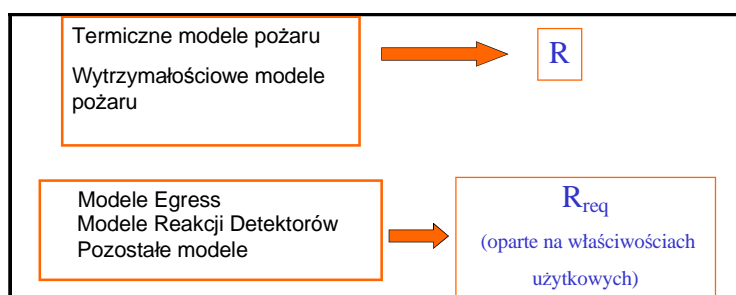 Termiczne modele pożaru
Wytrzymałościowe modele
pożaru
R
Modele Egress
Modele Reakcji Detektorów
Pozostałe modele
Rreq
(oparte na właściwościach
użytkowych)